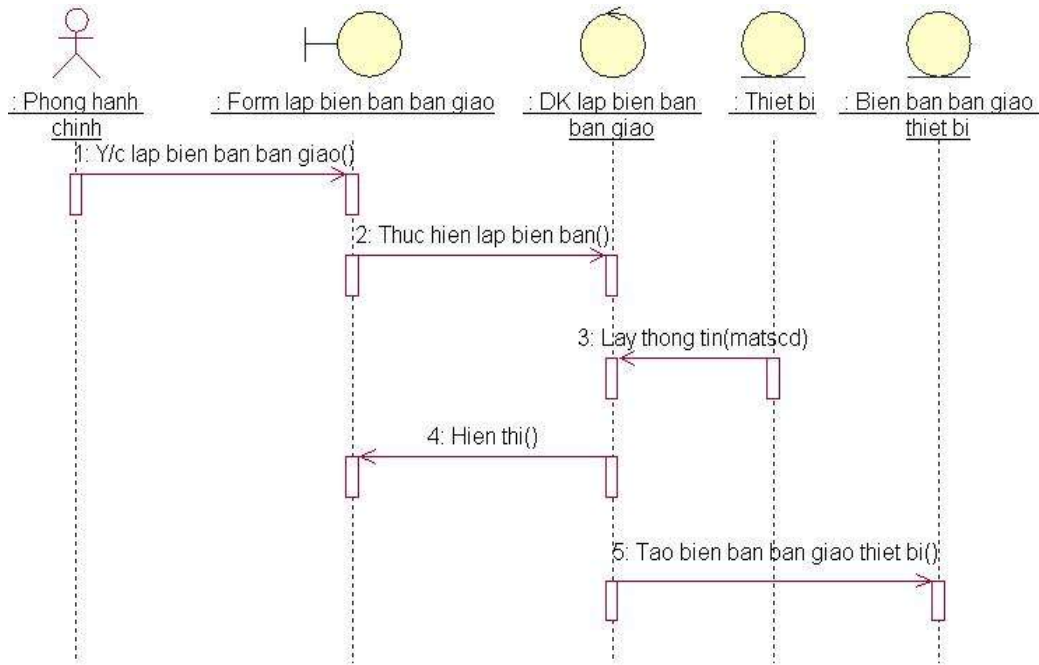 : Phong hanh
chinh
: Form lap bien ban ban giao
: DK lap bien ban
ban giao
: Thiet bi
: Bien ban ban giao
thiet bi
1: Y/c lap bien ban ban giao()
2: Thuc hien lap bien ban()
3: Lay thong tin(matscd)
4: Hien thi()
5: Tao bien ban ban giao thiet bi()